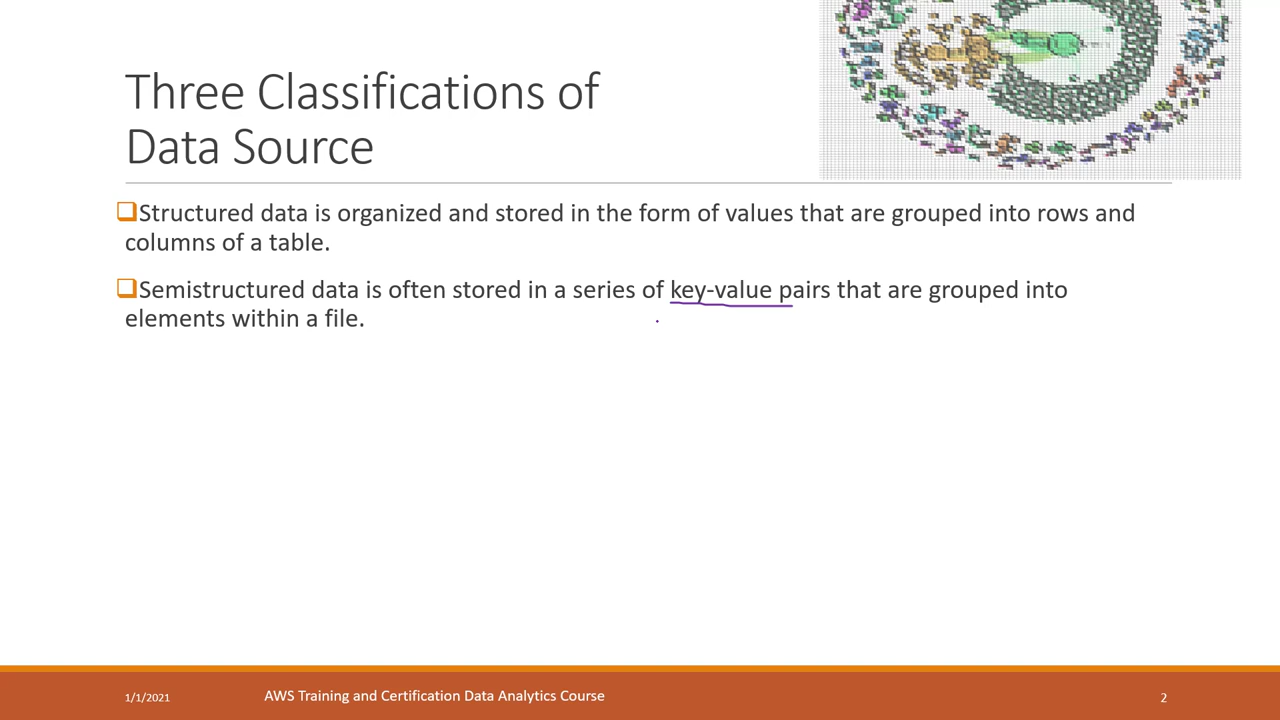 Three Classifications of
Data Source
Structured data is organized and stored in the form of values that are grouped into rows and
columns of a table.
Semistructured data is often stored in a series of key-value pairs that are grouped into
elements within a file.
1/1/2021
AWS Training and Certification Data Analytics Course
2